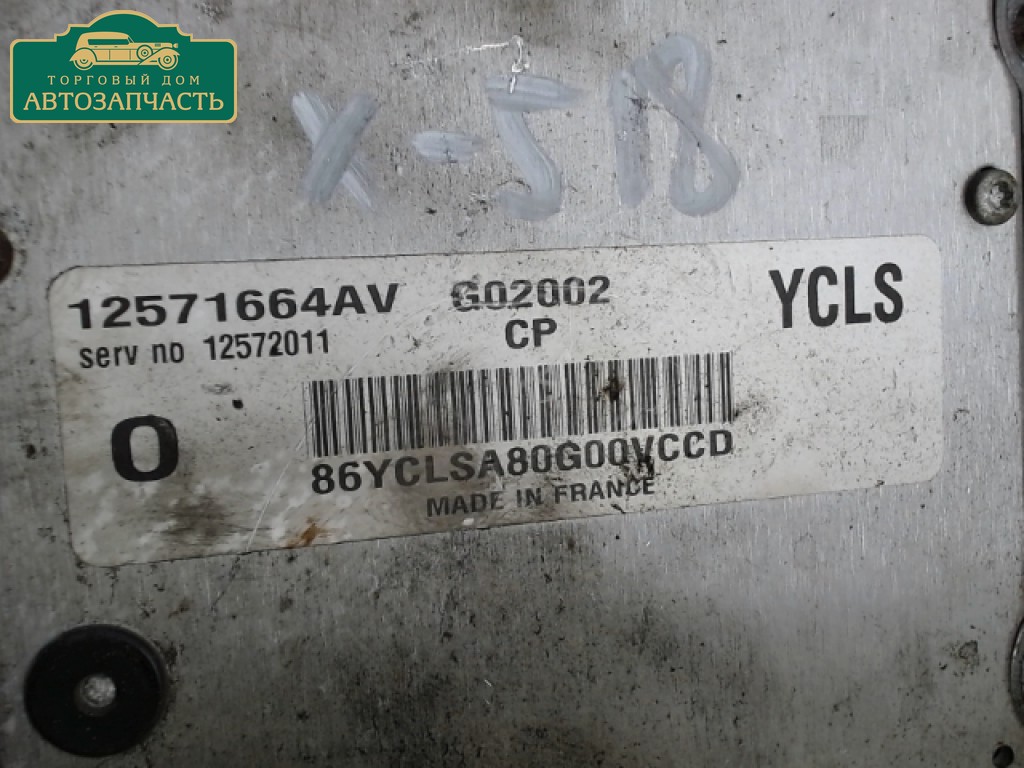 ТОРГОВЫЙ ДОМ
АВТОЗАПЧАСТЬ
X-518
12571664AV G02002 YCLS
serv no 12572011 CP
O
86YCLSA80G00VCCD
MADE IN FRANCE